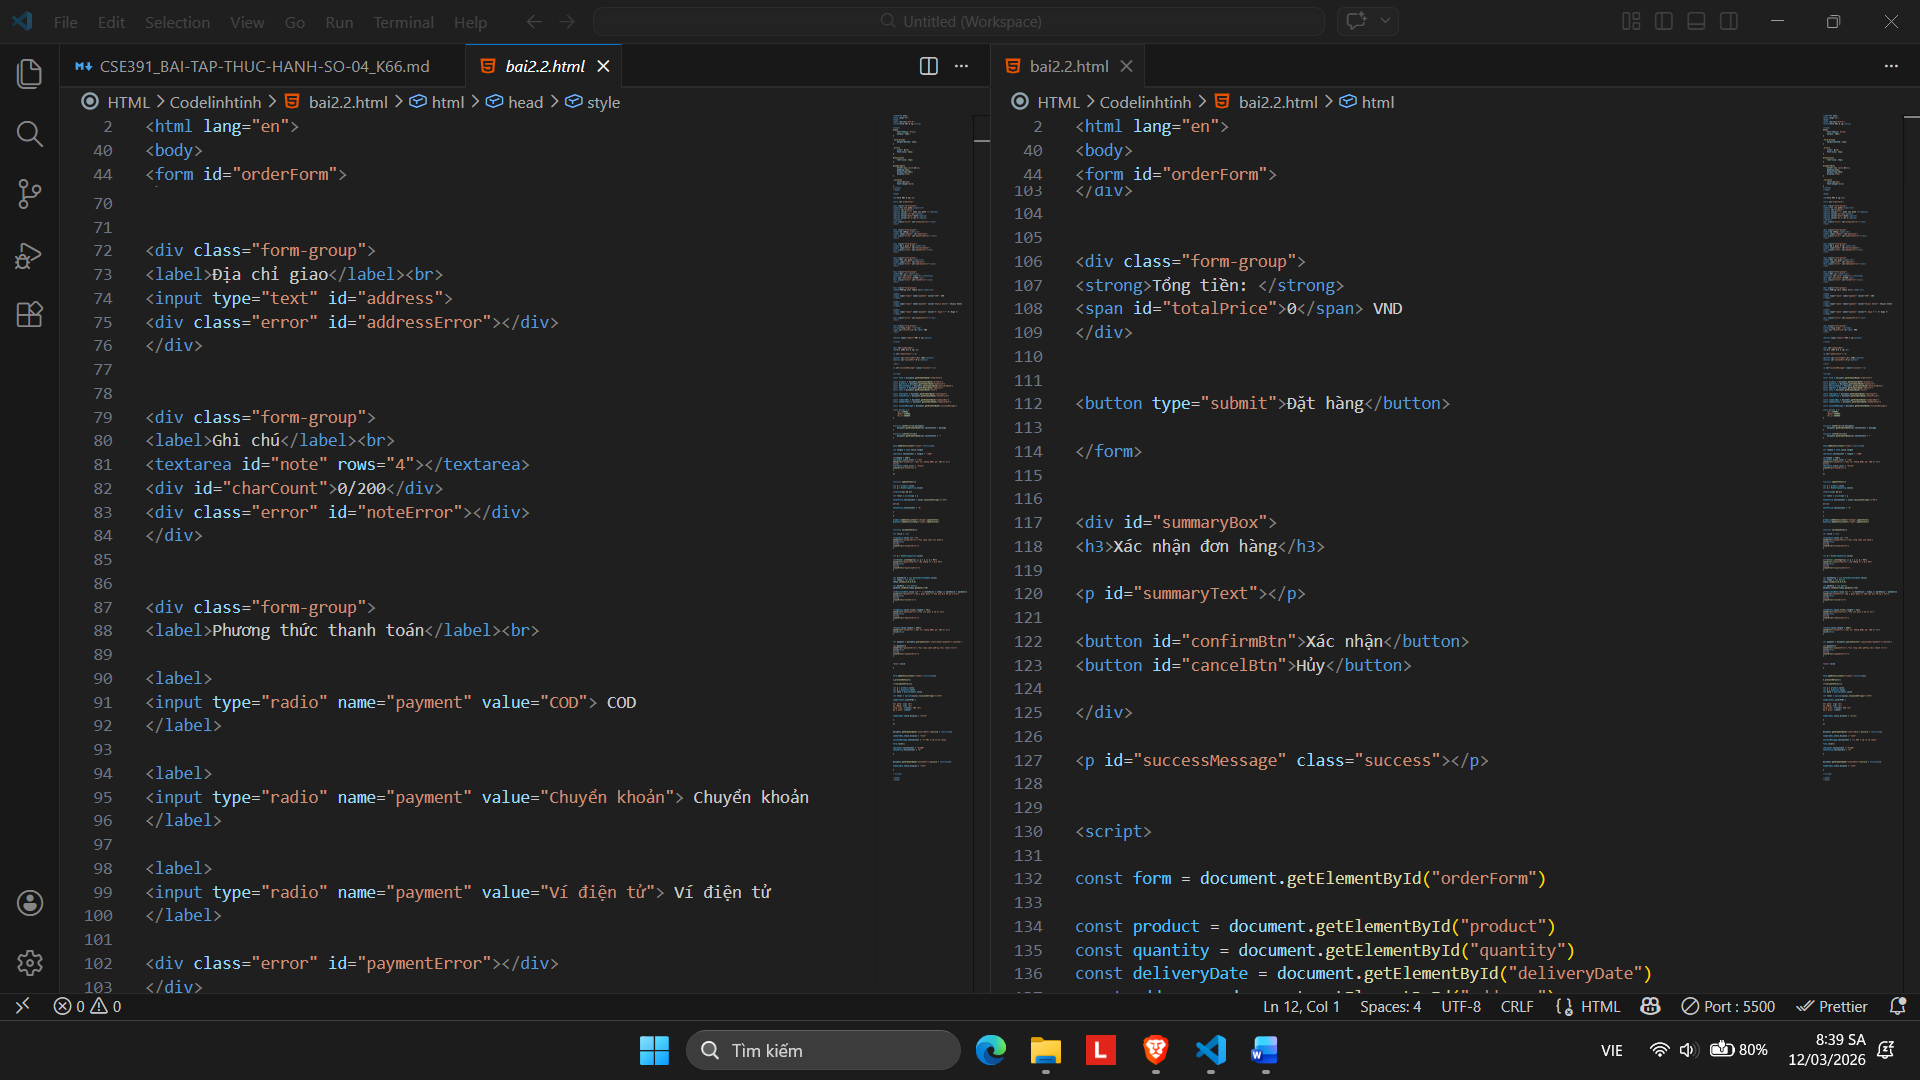 File Edit Selection View Go Run Terminal Help
Untitled (Workspace)
CSE391_BAI-TAP-THUC-HANH-SO-04_K66.md
bai2.2.html
HTML > Codelinhtinh > bai2.2.html > html > head > style
2 <html lang="en">
40 <body>
44 <form id="orderForm">
70
71
72 <div class="form-group">
73 <label>Địa chỉ giao</label><br>
74 <input type="text" id="address">
75 <div class="error" id="addressError"></div>
76 </div>
77
78
79 <div class="form-group">
80 <label>Ghi chú</label><br>
81 <textarea id="note" rows="4"></textarea>
82 <div id="charCount">0/200</div>
83 <div class="error" id="noteError"></div>
84 </div>
85
86
87 <div class="form-group">
88 <label>Phương thức thanh toán</label><br>
89
90 <label>
91 <input type="radio" name="payment" value="COD"> COD
92 </label>
93
94 <label>
95 <input type="radio" name="payment" value="Chuyển khoản"> Chuyển khoản
96 </label>
97
98 <label>
99 <input type="radio" name="payment" value="Ví điện tử"> Ví điện tử
100 </label>
101
102 <div class="error" id="paymentError"></div>
103 </div>
bai2.2.html
HTML > Codelinhtinh > bai2.2.html > html
2 <html lang="en">
40 <body>
44 <form id="orderForm">
103 </div>
104
105
106 <div class="form-group">
107 <strong>Tổng tiền: </strong>
108 <span id="totalPrice">0</span> VND
109 </div>
110
111
112 <button type="submit">Đặt hàng</button>
113
114 </form>
115
116
117 <div id="summaryBox">
118 <h3>Xác nhận đơn hàng</h3>
119
120 <p id="summaryText"></p>
121
122 <button id="confirmBtn">Xác nhận</button>
123 <button id="cancelBtn">Hủy</button>
124
125 </div>
126
127 <p id="successMessage" class="success"></p>
128
129
130 <script>
131
132 const form = document.getElementById("orderForm")
133
134 const product = document.getElementById("product")
135 const quantity = document.getElementById("quantity")
136 const deliveryDate = document.getElementById("deliveryDate")
0 0
Ln 12, Col 1 Spaces: 4 UTF-8 CRLF HTML Port : 5500 Prettier
Tìm kiếm
L
W
VIE
80%
8:39 SA
12/03/2026